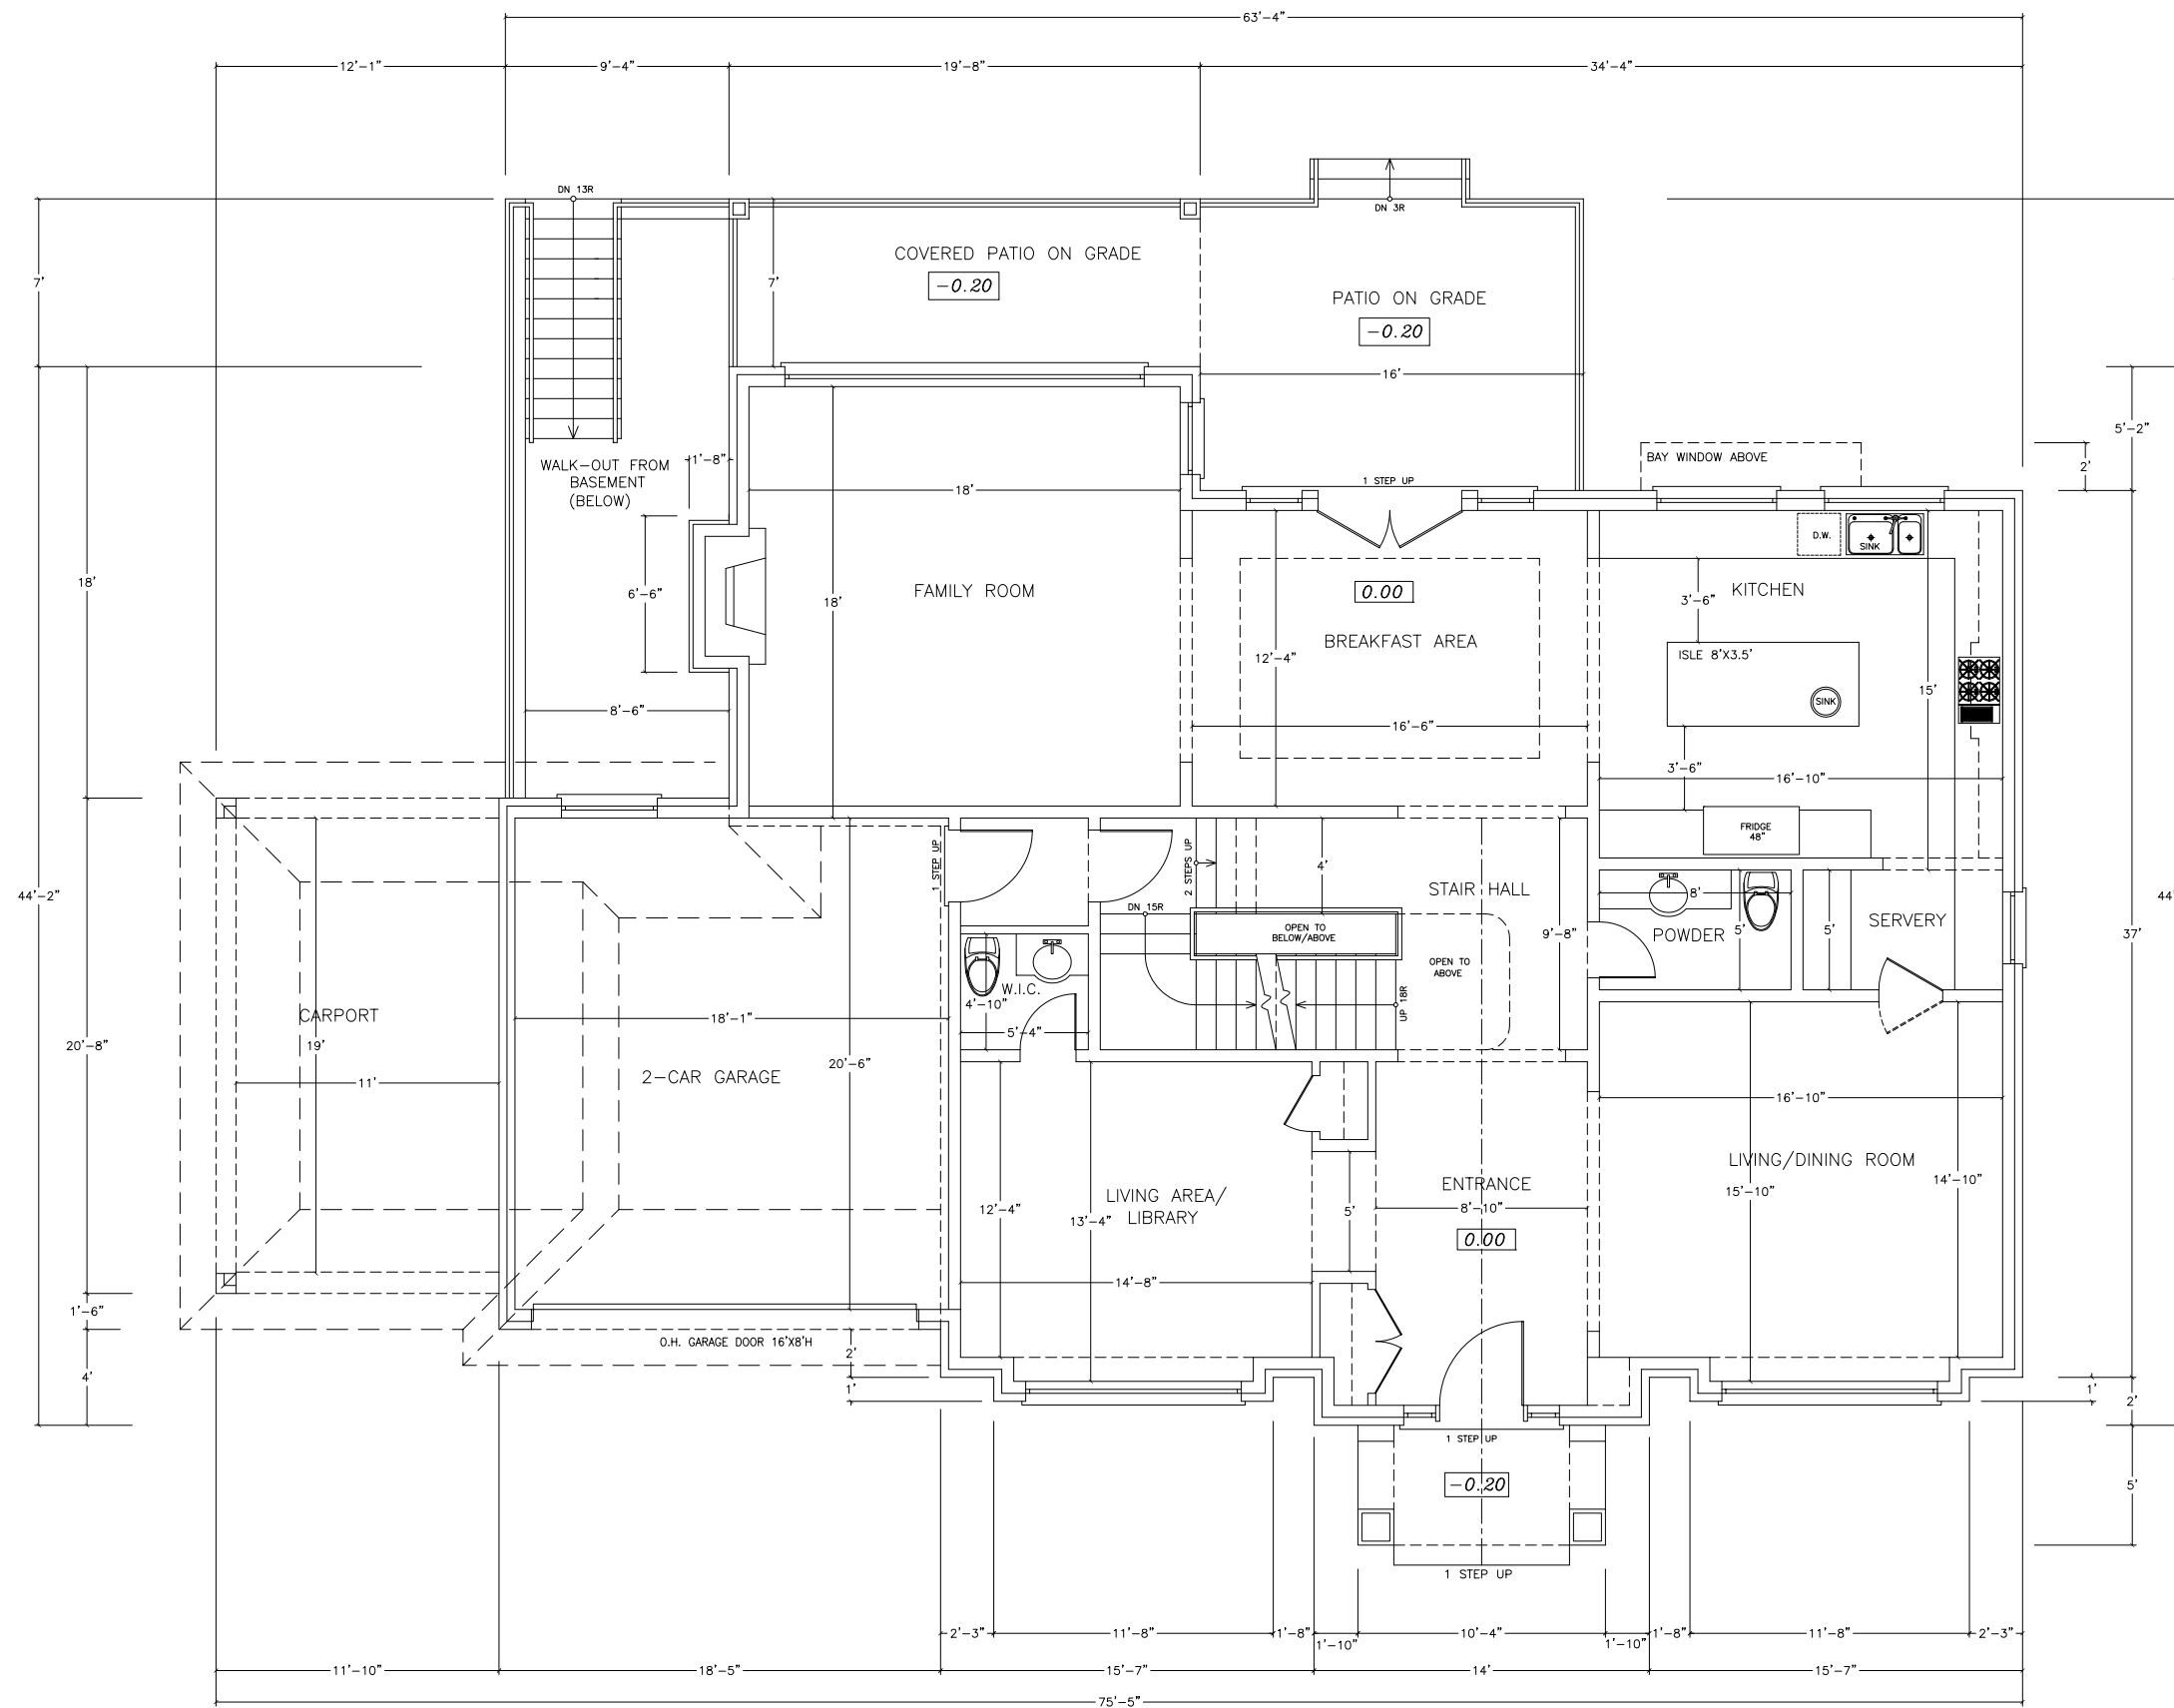 63'-4"
12'-1" 9'-4" 19'-8" 34'-4"
DN 13R
DN 3R
COVERED PATIO ON GRADE
-0.20
7'
7'
PATIO ON GRADE
-0.20
16'
5'-2"
WALK-OUT FROM
BASEMENT
(BELOW)
1'-8"
18'
1 STEP UP
BAY WINDOW ABOVE
2'
D.W.
SINK
18'
6'-6"
FAMILY ROOM
18'
0.00
BREAKFAST AREA
12'-4"
KITCHEN
3'-6"
ISLE 8'X3.5'
SINK
15'
8'-6"
16'-6"
3'-6"
16'-10"
FRIDGE
48"
1 STEP UP
2 STEPS UP
4'
STAIR HALL
44'-2"
DN 15R
OPEN TO
BELOW/ABOVE
OPEN TO
ABOVE
9'-8"
8'
POWDER
5'
5'
SERVERY
37'
44'
W.I.C.
4'-10"
5'-4"
UP 18R
CARPORT
19'
18'-1"
20'-8"
11'
2-CAR GARAGE
20'-6"
16'-10"
LIVING/DINING ROOM
15'-10"
14'-10"
LIVING AREA/
LIBRARY
12'-4"
13'-4"
5'
ENTRANCE
8'-10"
0.00
14'-8"
1'-6"
O.H. GARAGE DOOR 16'X8'H
2'
4'
1'
1'
2'
1 STEP UP
-0.20
5'
1 STEP UP
2'-3" 11'-8" 1'-8" 1'-10" 10'-4" 1'-10" 1'-8" 11'-8" 2'-3"
11'-10" 18'-5" 15'-7" 14' 15'-7"
75'-5"